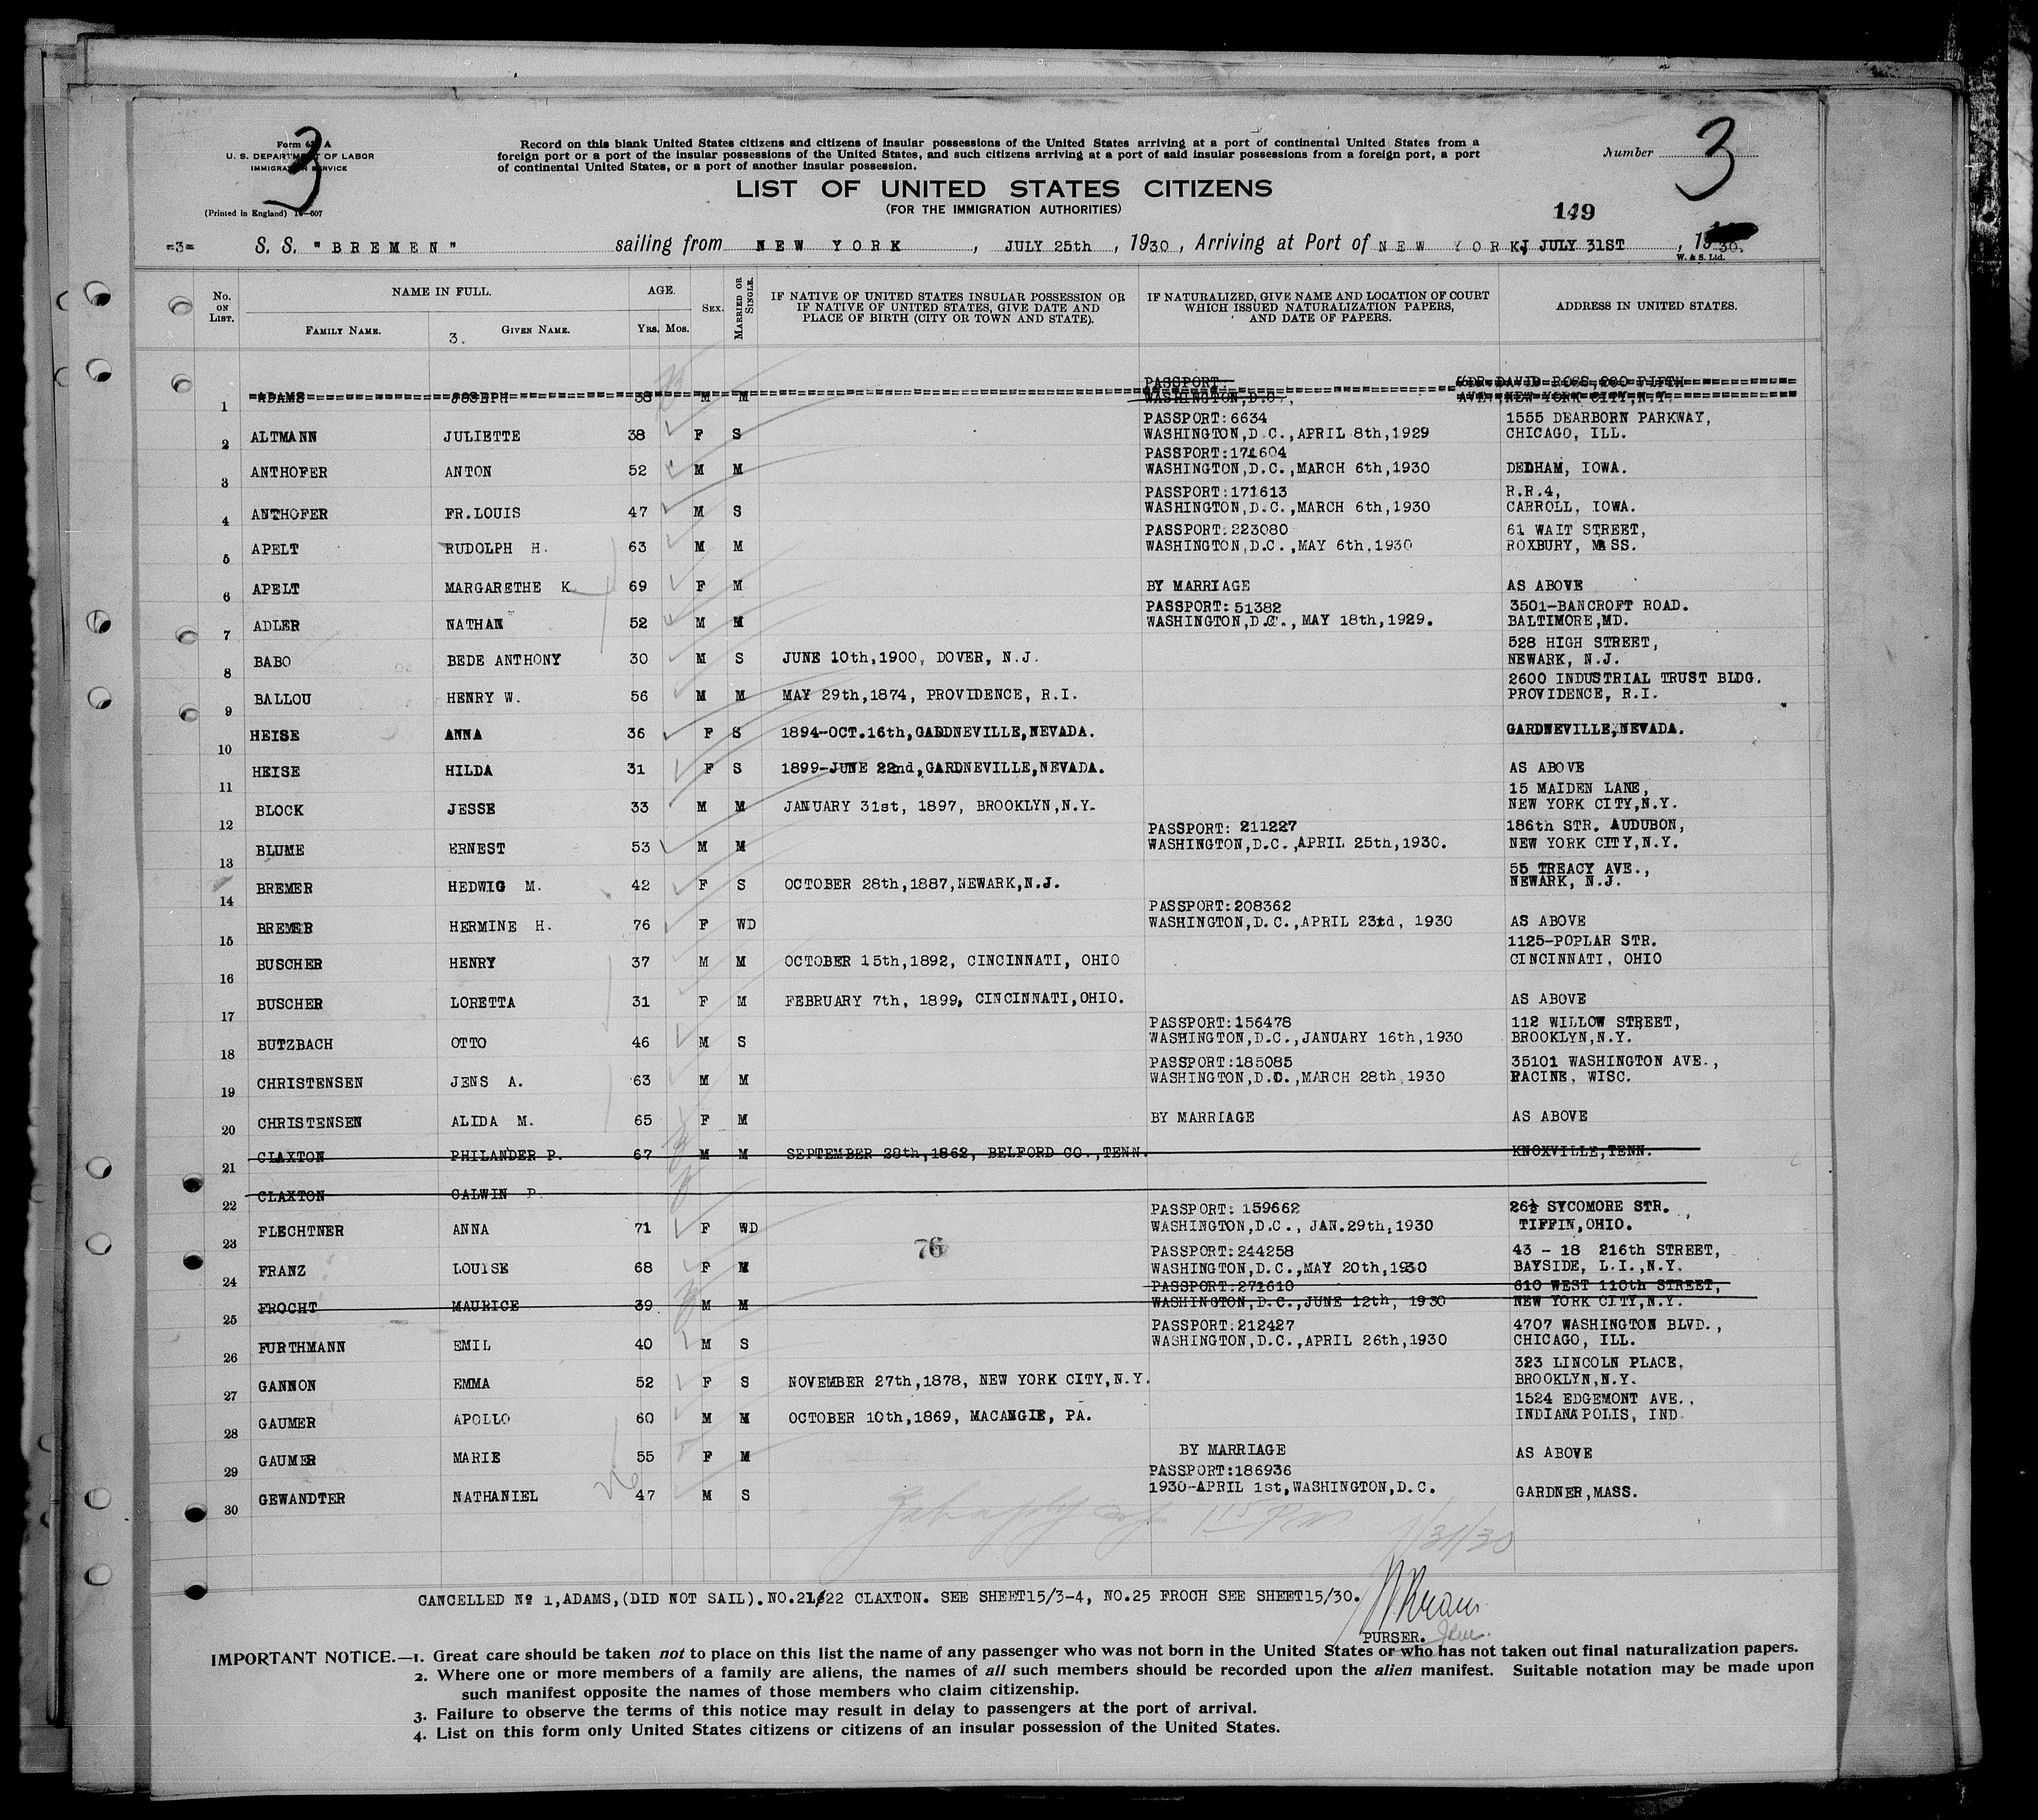 3
Form 630 A
U. S. DEPARTMENT OF LABOR
IMMIGRATION SERVICE
(Printed in England) 14—607
Record on this blank United States citizens and citizens of insular possessions of the United States arriving at a port of continental United States from a
foreign port or a port of the insular possessions of the United States, and such citizens arriving at a port of said insular possessions from a foreign port, a port
of continental United States, or a port of another insular possession.
Number 3
LIST OF UNITED STATES CITIZENS
(FOR THE IMMIGRATION AUTHORITIES)
149
=3= S. S. "BREMEN" sailing from NEW YORK, JULY 25th, 1930, Arriving at Port of NEW YORK, JULY 31ST, 1930.
W. & S. Ltd.
No. ON LIST. NAME IN FULL. AGE. SEX. MARRIED OR SINGLE. IF NATIVE OF UNITED STATES INSULAR POSSESSION OR IF NATIVE OF UNITED STATES, GIVE DATE AND PLACE OF BIRTH (CITY OR TOWN AND STATE). IF NATURALIZED, GIVE NAME AND LOCATION OF COURT WHICH ISSUED NATURALIZATION PAPERS, AND DATE OF PAPERS. ADDRESS IN UNITED STATES.
FAMILY NAME. 3. GIVEN NAME. YRS. MOS.
PASSPORT: DR. DAVID ROSS, 200 FIFTH
1 ADAMS JOSEPH 38 M M WASHINGTON, D.C., AVE. NEW YORK CITY, N.Y.
PASSPORT:6634 1555 DEARBORN PARKWAY,
2 ALTMANN JULIETTE 38 F S WASHINGTON,D.C.,APRIL 8th,1929 CHICAGO, ILL.
PASSPORT:171604
3 ANTHOFER ANTON 52 M M WASHINGTON,D.C.,MARCH 6th,1930 DEDHAM, IOWA.
PASSPORT:171613 R.R.4,
4 ANTHOFER FR.LOUIS 47 M S WASHINGTON,D.C.,MARCH 6th,1930 CARROLL, IOWA.
PASSPORT:223080 61 WAIT STREET,
5 APELT RUDOLPH H. 63 M M WASHINGTON,D.C.,MAY 6th,1930 ROXBURY, MASS.
6 APELT MARGARETHE K. 69 F M BY MARRIAGE AS ABOVE
PASSPORT:51382 3501-BANCROFT ROAD.
7 ADLER NATHAN 52 M M WASHINGTON,D.C., MAY 18th,1929. BALTIMORE,MD.
528 HIGH STREET,
8 BABO BEDE ANTHONY 30 M S JUNE 10th,1900, DOVER, N.J. NEWARK, N.J.
2600 INDUSTRIAL TRUST BLDG.
9 BALLOU HENRY W. 56 M M MAY 29th,1874, PROVIDENCE, R.I. PROVIDENCE, R.I.
10 HEISE ANNA 36 F S 1894-OCT.16th,GARDNEVILLE,NEVADA. GARDNEVILLE,NEVADA.
11 HEISE HILDA 31 F S 1899-JUNE 22nd,GARDNEVILLE,NEVADA. AS ABOVE
15 MAIDEN LANE,
12 BLOCK JESSE 33 M M JANUARY 31st, 1897, BROOKLYN,N.Y. NEW YORK CITY,N.Y.
PASSPORT: 211227 186th STR. AUDUBON,
13 BLUME ERNEST 53 M M WASHINGTON,D.C.,APRIL 25th,1930. NEW YORK CITY,N.Y.
55 TREACY AVE.,
14 BREMER HEDWIG M. 42 F S OCTOBER 28th,1887,NEWARK,N.J. NEWARK, N.J.
PASSPORT:208362
15 BREMER HERMINE H. 76 F WD WASHINGTON,D.C.,APRIL 23td, 1930 AS ABOVE
1125-POPLAR STR.
16 BUSCHER HENRY 37 M M OCTOBER 15th,1892, CINCINNATI, OHIO CINCINNATI, OHIO
17 BUSCHER LORETTA 31 F M FEBRUARY 7th, 1899, CINCINNATI,OHIO. AS ABOVE
PASSPORT:156478 112 WILLOW STREET,
18 BUTZBACH OTTO 46 M S WASHINGTON,D.C.,JANUARY 16th,1930 BROOKLYN,N.Y.
PASSPORT:185085 35101 WASHINGTON AVE.,
19 CHRISTENSEN JENS A. 63 M M WASHINGTON,D.C.,MARCH 28th,1930 RACINE, WISC.
20 CHRISTENSEN ALIDA M. 65 F M BY MARRIAGE AS ABOVE
21 CLAXTON PHILANDER P. 67 M M SEPTEMBER 28th,1862, BELFORD CO.,TENN. KNOXVILLE,TENN.
22 CLAXTON CALWIN P.
PASSPORT: 159662 26½ SYCOMORE STR.,
23 FLECHTNER ANNA 71 F WD WASHINGTON,D.C., JAN.29th,1930 TIFFIN,OHIO.
76
PASSPORT:244258 43 - 18 216th STREET,
24 FRANZ LOUISE 68 F M WASHINGTON,D.C.,MAY 20th,1930 BAYSIDE, L.I.,N.Y.
PASSPORT:271610 610 WEST 110th STREET,
25 FROCHT MAURICE 39 M M WASHINGTON,D.C.,JUNE 12th, 1930 NEW YORK CITY,N.Y.
PASSPORT:212427 4707 WASHINGTON BLVD.,
26 FURTHMANN EMIL 40 M S WASHINGTON,D.C.,APRIL 26th,1930 CHICAGO, ILL.
323 LINCOLN PLACE,
27 GANNON EMMA 52 F S NOVEMBER 27th,1878, NEW YORK CITY,N.Y. BROOKLYN,N.Y.
1524 EDGEMONT AVE.,
28 GAUMER APOLLO 60 M M OCTOBER 10th,1869, MACANGIE, PA. INDIANAPOLIS, IND.
29 GAUMER MARIE 55 F M BY MARRIAGE AS ABOVE
PASSPORT:186936
30 GEWANDTER NATHANIEL 47 M S 1930-APRIL 1st,WASHINGTON,D.C. GARDNER,MASS.
26
7/31/30
CANCELLED Nº 1,ADAMS,(DID NOT SAIL).NO.21&22 CLAXTON. SEE SHEET15/3-4, NO.25 FROCH SEE SHEET15/30.
PURSER.
IMPORTANT NOTICE.—1. Great care should be taken not to place on this list the name of any passenger who was not born in the United States or who has not taken out final naturalization papers.
2. Where one or more members of a family are aliens, the names of all such members should be recorded upon the alien manifest. Suitable notation may be made upon
such manifest opposite the names of those members who claim citizenship.
3. Failure to observe the terms of this notice may result in delay to passengers at the port of arrival.
4. List on this form only United States citizens or citizens of an insular possession of the United States.